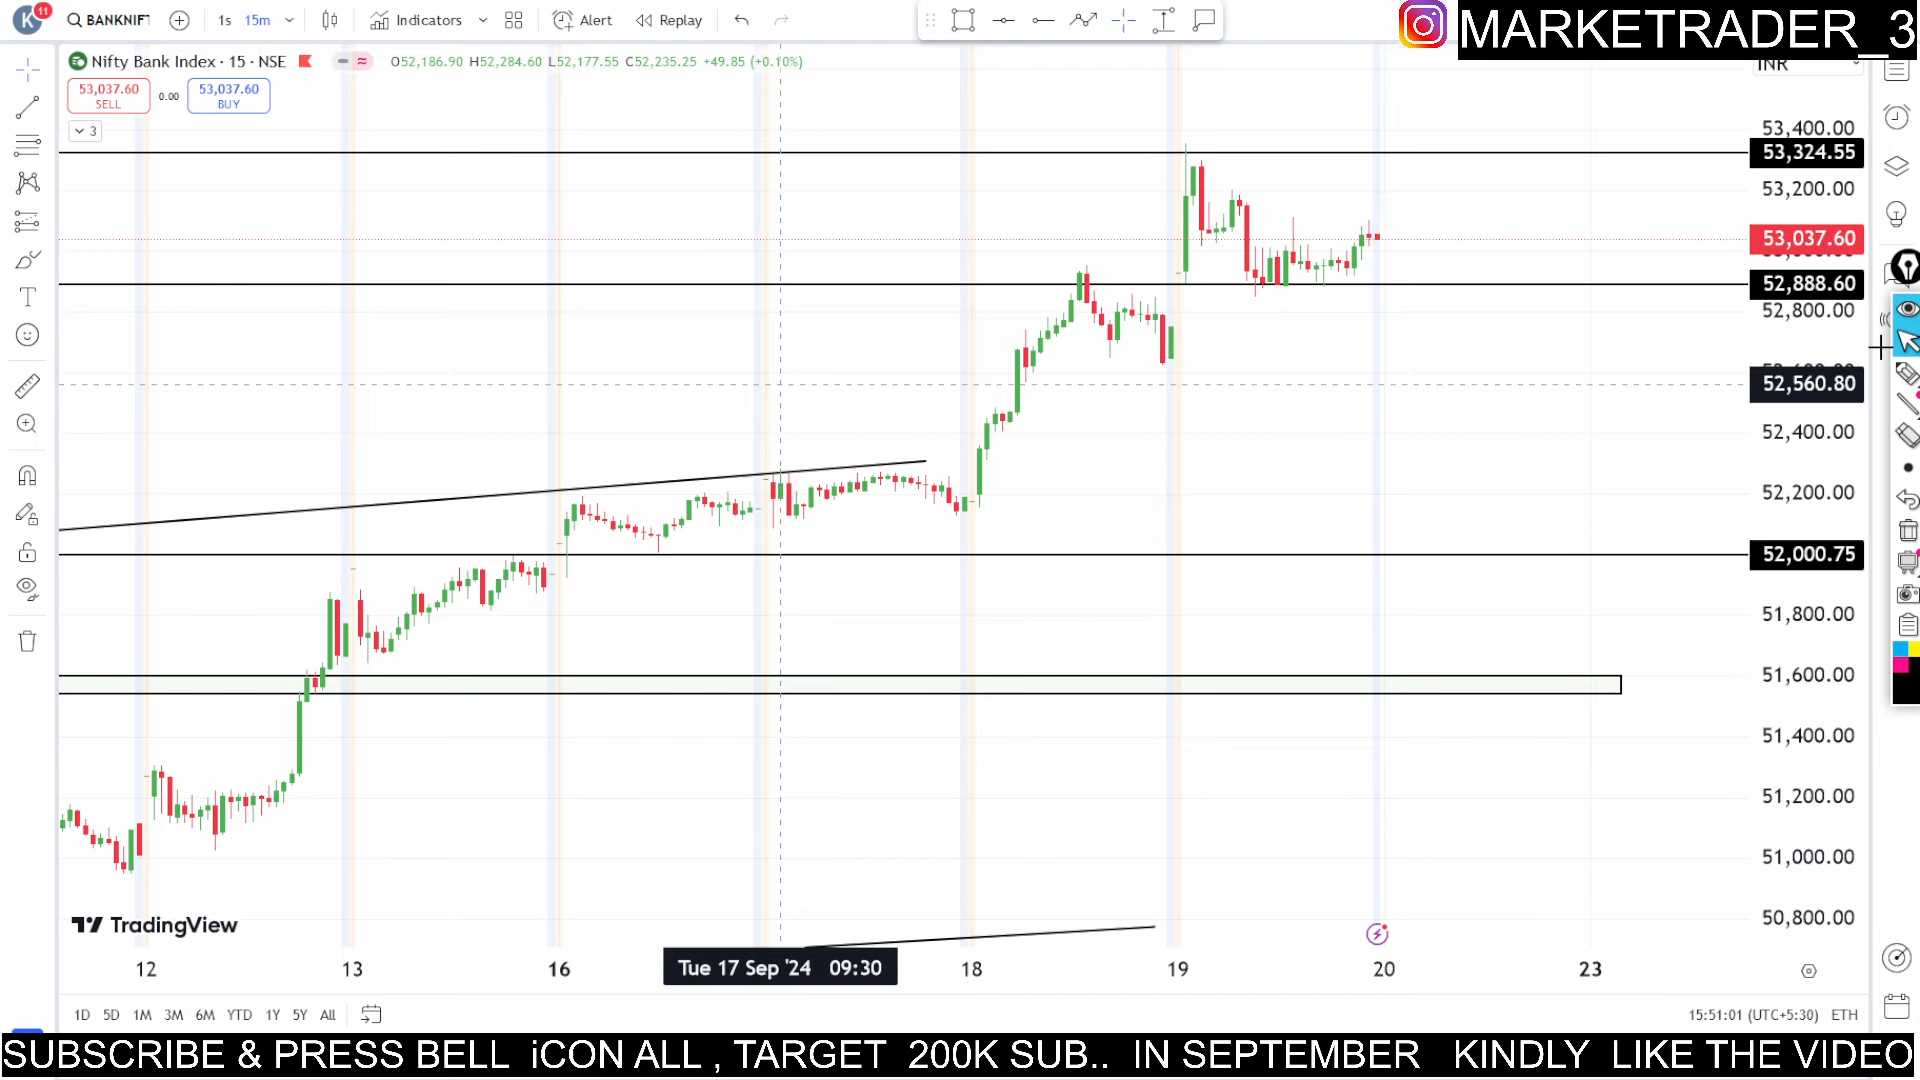 K 11 BANKNIFT 1s 15m Indicators Alert Replay
MARKETRADER_3
Nifty Bank Index · 15 · NSE O52,186.90 H52,284.60 L52,177.55 C52,235.25 +49.85 (+0.10%)
INR
53,037.60 SELL
0.00
53,037.60 BUY
3
53,400.00
53,324.55
53,200.00
53,037.60
52,888.60
52,800.00
52,560.80
52,400.00
52,200.00
52,000.75
51,800.00
51,600.00
51,400.00
51,200.00
51,000.00
50,800.00
TradingView
12 13 16 Tue 17 Sep '24 09:30 18 19 20 23
1D 5D 1M 3M 6M YTD 1Y 5Y All 15:51:01 (UTC+5:30) ETH
SUBSCRIBE & PRESS BELL iCON ALL , TARGET 200K SUB.. IN SEPTEMBER KINDLY LIKE THE VIDEO